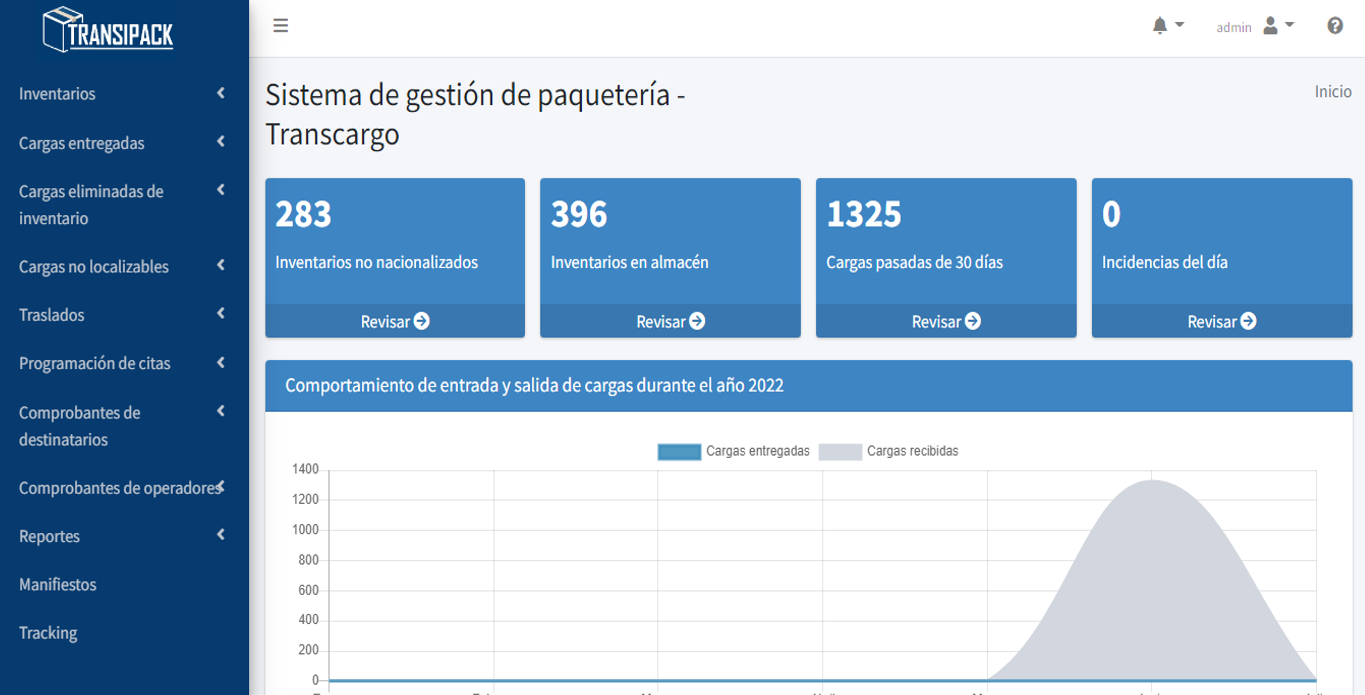 TRANSIPACK
admin
Inventarios
Cargas entregadas
Cargas eliminadas de
inventario
Cargas no localizables
Traslados
Programación de citas
Comprobantes de
destinatarios
Comprobantes de operadores
Reportes
Manifiestos
Tracking
Sistema de gestión de paquetería -
Transcargo
Inicio
283
Inventarios no nacionalizados
Revisar
396
Inventarios en almacén
Revisar
1325
Cargas pasadas de 30 días
Revisar
0
Incidencias del día
Revisar
Comportamiento de entrada y salida de cargas durante el año 2022
Cargas entregadas
Cargas recibidas
1400
1200
1000
800
600
400
200
0